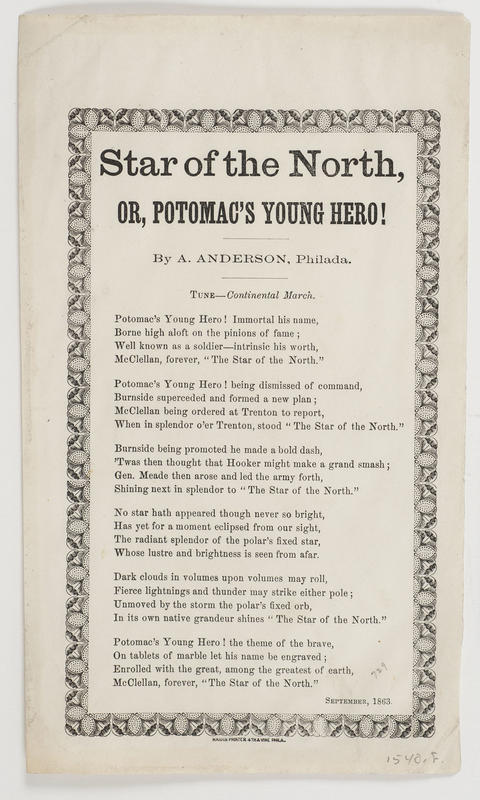 Star of the North,
OR, POTOMAC'S YOUNG HERO!
By A. ANDERSON, Philada.
TUNE—Continental March.
Potomac's Young Hero! Immortal his name,
Borne high aloft on the pinions of fame;
Well known as a soldier—intrinsic his worth,
McClellan, forever, "The Star of the North."
Potomac's Young Hero! being dismissed of command,
Burnside superceded and formed a new plan;
McClellan being ordered at Trenton to report,
When in splendor o'er Trenton, stood "The Star of the North."
Burnside being promoted he made a bold dash,
'Twas then thought that Hooker might make a grand smash;
Gen. Meade then arose and led the army forth,
Shining next in splendor to "The Star of the North."
No star hath appeared though never so bright,
Has yet for a moment eclipsed from our sight,
The radiant splendor of the polar's fixed star,
Whose lustre and brightness is seen from afar.
Dark clouds in volumes upon volumes may roll,
Fierce lightnings and thunder may strike either pole;
Unmoved by the storm the polar's fixed orb,
In its own native grandeur shines "The Star of the North."
Potomac's Young Hero! the theme of the brave,
On tablets of marble let his name be engraved;
Enrolled with the great, among the greatest of earth,
McClellan, forever, "The Star of the North."
SEPTEMBER, 1863.
PRINTER 4TH & VINE PHILA.
1540.F.